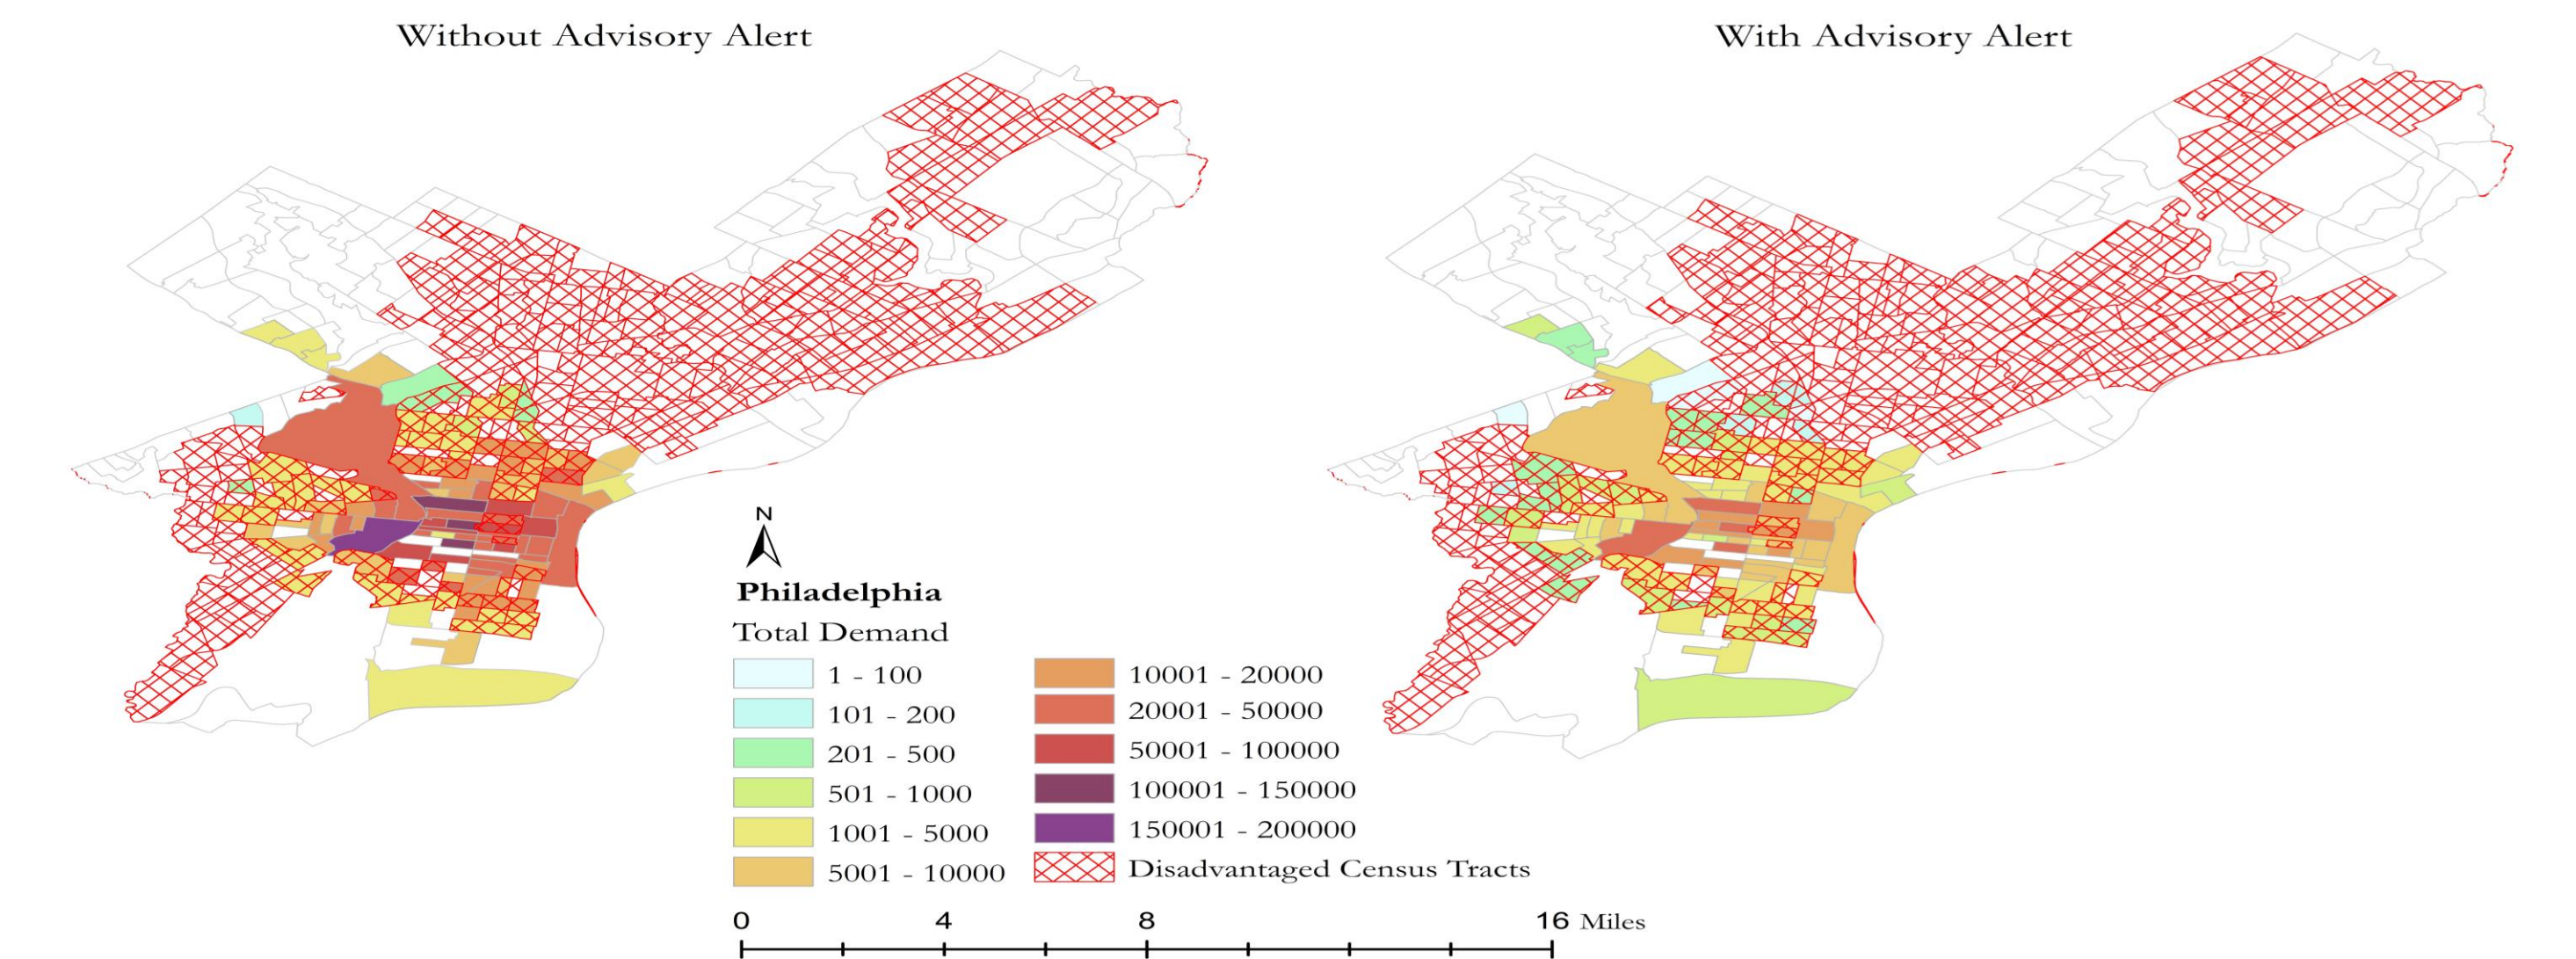 Without Advisory Alert
With Advisory Alert
N
Philadelphia
Total Demand
1 - 100
101 - 200
201 - 500
501 - 1000
1001 - 5000
5001 - 10000
10001 - 20000
20001 - 50000
50001 - 100000
100001 - 150000
150001 - 200000
Disadvantaged Census Tracts
0 4 8 16 Miles